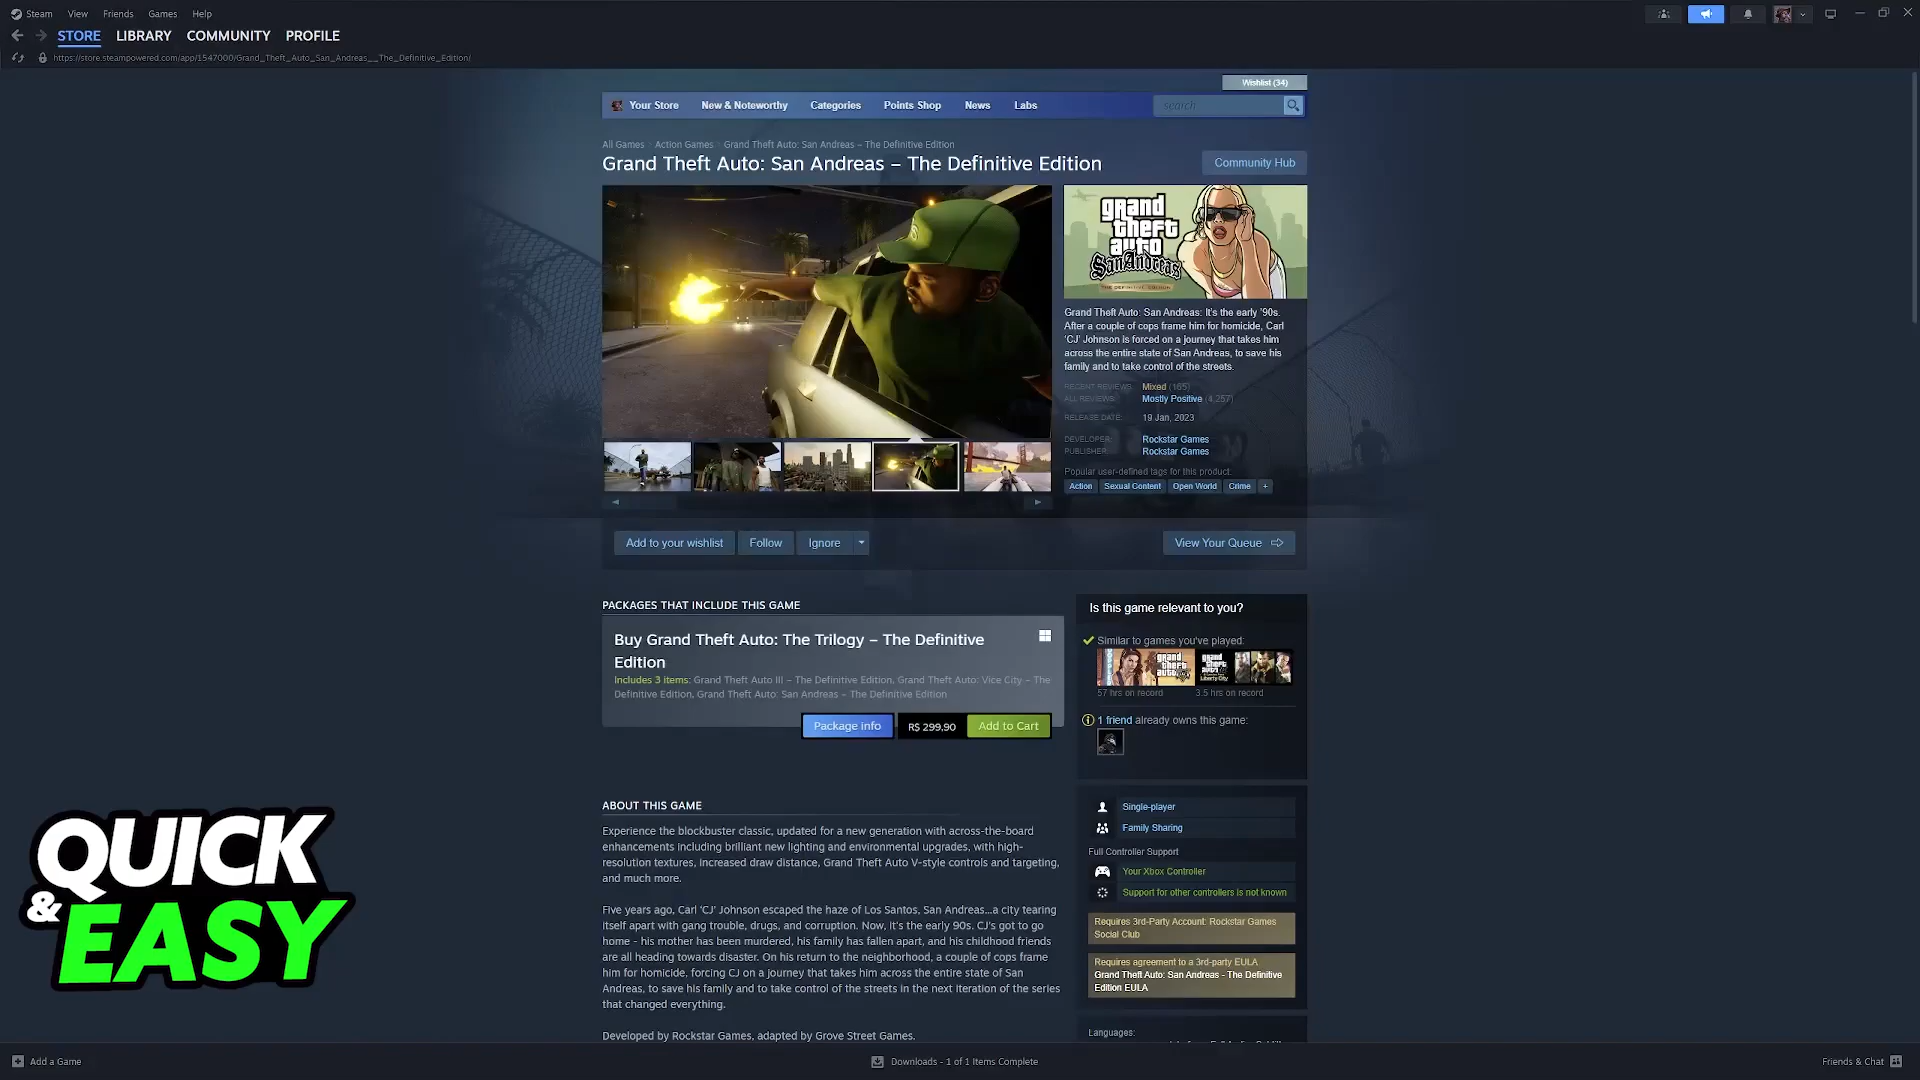 Steam View Friends Games Help
STORE LIBRARY COMMUNITY PROFILE
https://store.steampowered.com/app/1547000/Grand_Theft_Auto_San_Andreas__The_Definitive_Edition/
Wishlist (34)
Your Store New & Noteworthy Categories Points Shop News Labs search
All Games > Action Games > Grand Theft Auto: San Andreas – The Definitive Edition
Grand Theft Auto: San Andreas – The Definitive Edition
Community Hub
grand
theft
auto
San Andreas
THE DEFINITIVE EDITION
Grand Theft Auto: San Andreas: It's the early '90s.
After a couple of cops frame him for homicide, Carl
'CJ' Johnson is forced on a journey that takes him
across the entire state of San Andreas, to save his
family and to take control of the streets.
RECENT REVIEWS: Mixed (165)
ALL REVIEWS: Mostly Positive (4,257)
RELEASE DATE: 19 Jan, 2023
DEVELOPER: Rockstar Games
PUBLISHER: Rockstar Games
Popular user-defined tags for this product:
Action Sexual Content Open World Crime +
Add to your wishlist Follow Ignore View Your Queue
PACKAGES THAT INCLUDE THIS GAME
Buy Grand Theft Auto: The Trilogy – The Definitive
Edition
Includes 3 items: Grand Theft Auto III – The Definitive Edition, Grand Theft Auto: Vice City – The
Definitive Edition, Grand Theft Auto: San Andreas – The Definitive Edition
Package info R$ 299,90 Add to Cart
Is this game relevant to you?
Similar to games you've played:
57 hrs on record 3.5 hrs on record
1 friend already owns this game:
ABOUT THIS GAME
Experience the blockbuster classic, updated for a new generation with across-the-board
enhancements including brilliant new lighting and environmental upgrades, with high-
resolution textures, increased draw distance, Grand Theft Auto V-style controls and targeting,
and much more.
Five years ago, Carl 'CJ' Johnson escaped the haze of Los Santos, San Andreas...a city tearing
itself apart with gang trouble, drugs, and corruption. Now, it's the early 90s. CJ's got to go
home - his mother has been murdered, his family has fallen apart, and his childhood friends
are all heading towards disaster. On his return to the neighborhood, a couple of cops frame
him for homicide, forcing CJ on a journey that takes him across the entire state of San
Andreas, to save his family and to take control of the streets in the next iteration of the series
that changed everything.
Developed by Rockstar Games, adapted by Grove Street Games.
Single-player
Family Sharing
Full Controller Support
Your Xbox Controller
Support for other controllers is not known
Requires 3rd-Party Account: Rockstar Games
Social Club
Requires agreement to a 3rd-party EULA
Grand Theft Auto: San Andreas - The Definitive
Edition EULA
Languages:
QUICK
& EASY
Add a Game Downloads - 1 of 1 Items Complete Friends & Chat